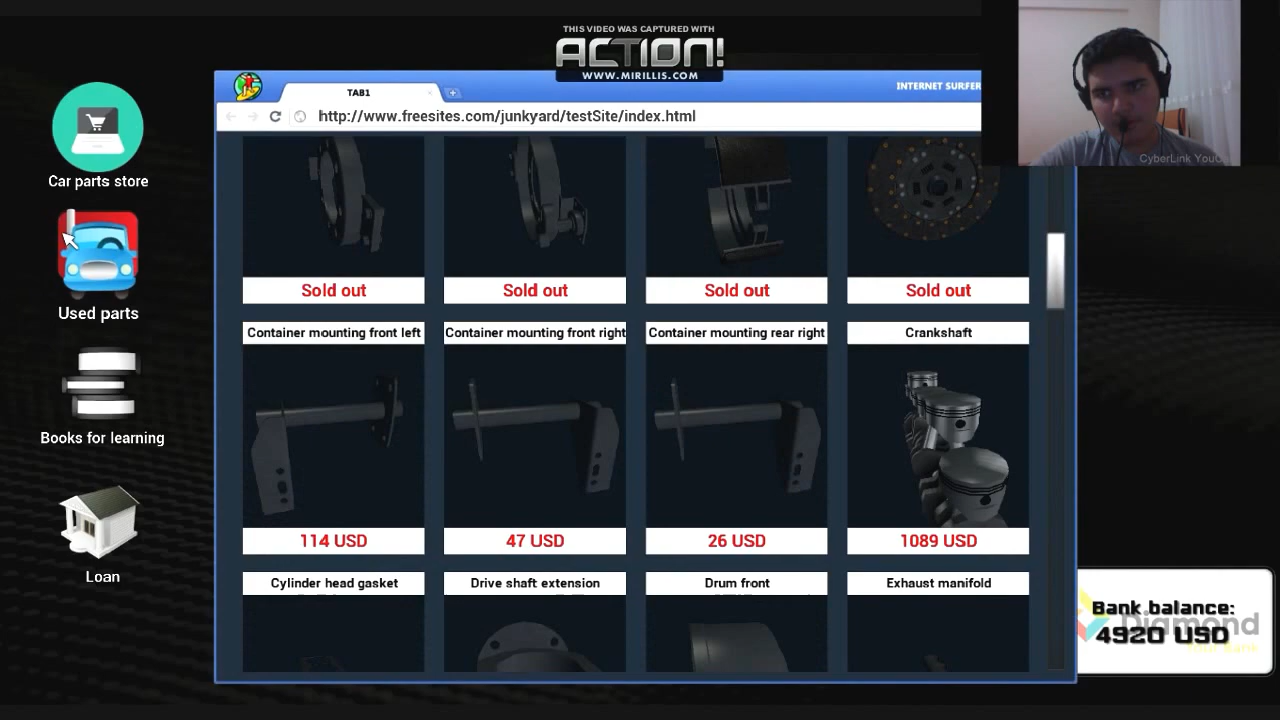 THIS VIDEO WAS CAPTURED WITH
ACTION!
WWW.MIRILLIS.COM
TAB1
INTERNET SURFER
http://www.freesites.com/junkyard/testSite/index.html
CyberLink YouC
Car parts store
Used parts
Books for learning
Loan
Sold out
Sold out
Sold out
Sold out
Container mounting front left
Container mounting front right
Container mounting rear right
Crankshaft
114 USD
47 USD
26 USD
1089 USD
Cylinder head gasket
Drive shaft extension
Drum front
Exhaust manifold
Bank balance:
4920 USD
Diamond